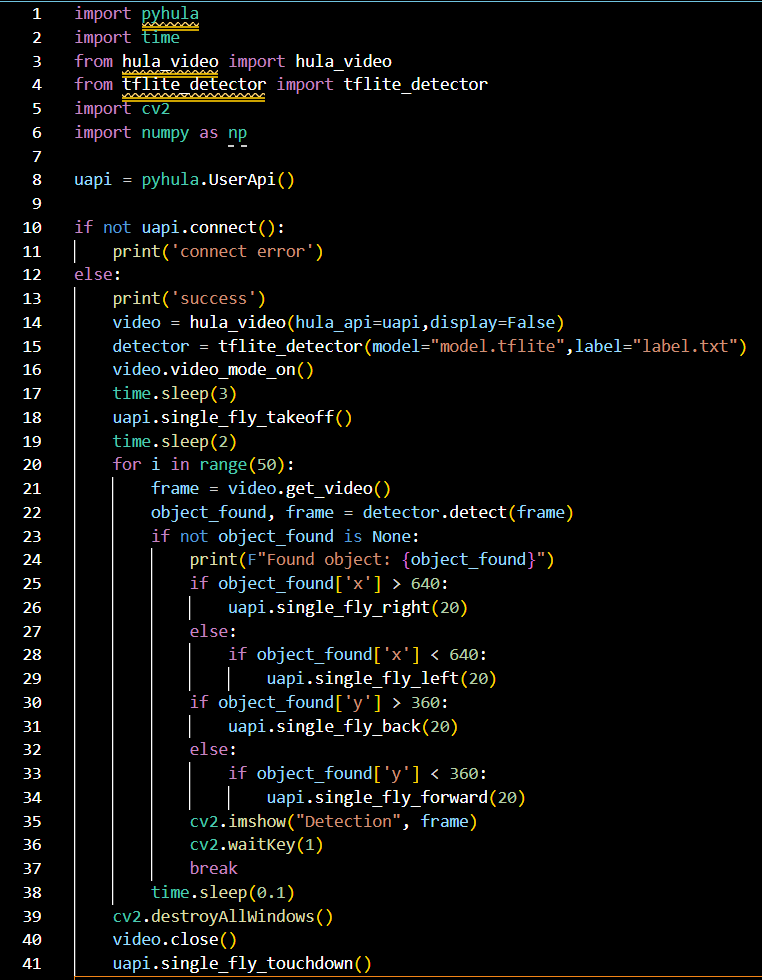 1 import pyhula
2 import time
3 from hula_video import hula_video
4 from tflite_detector import tflite_detector
5 import cv2
6 import numpy as np
7
8 uapi = pyhula.UserApi()
9
10 if not uapi.connect():
11     print('connect error')
12 else:
13     print('success')
14     video = hula_video(hula_api=uapi,display=False)
15     detector = tflite_detector(model="model.tflite",label="label.txt")
16     video.video_mode_on()
17     time.sleep(3)
18     uapi.single_fly_takeoff()
19     time.sleep(2)
20     for i in range(50):
21         frame = video.get_video()
22         object_found, frame = detector.detect(frame)
23         if not object_found is None:
24             print(F"Found object: {object_found}")
25             if object_found['x'] > 640:
26                 uapi.single_fly_right(20)
27             else:
28                 if object_found['x'] < 640:
29                     uapi.single_fly_left(20)
30             if object_found['y'] > 360:
31                 uapi.single_fly_back(20)
32             else:
33                 if object_found['y'] < 360:
34                     uapi.single_fly_forward(20)
35             cv2.imshow("Detection", frame)
36             cv2.waitKey(1)
37             break
38         time.sleep(0.1)
39     cv2.destroyAllWindows()
40     video.close()
41     uapi.single_fly_touchdown()